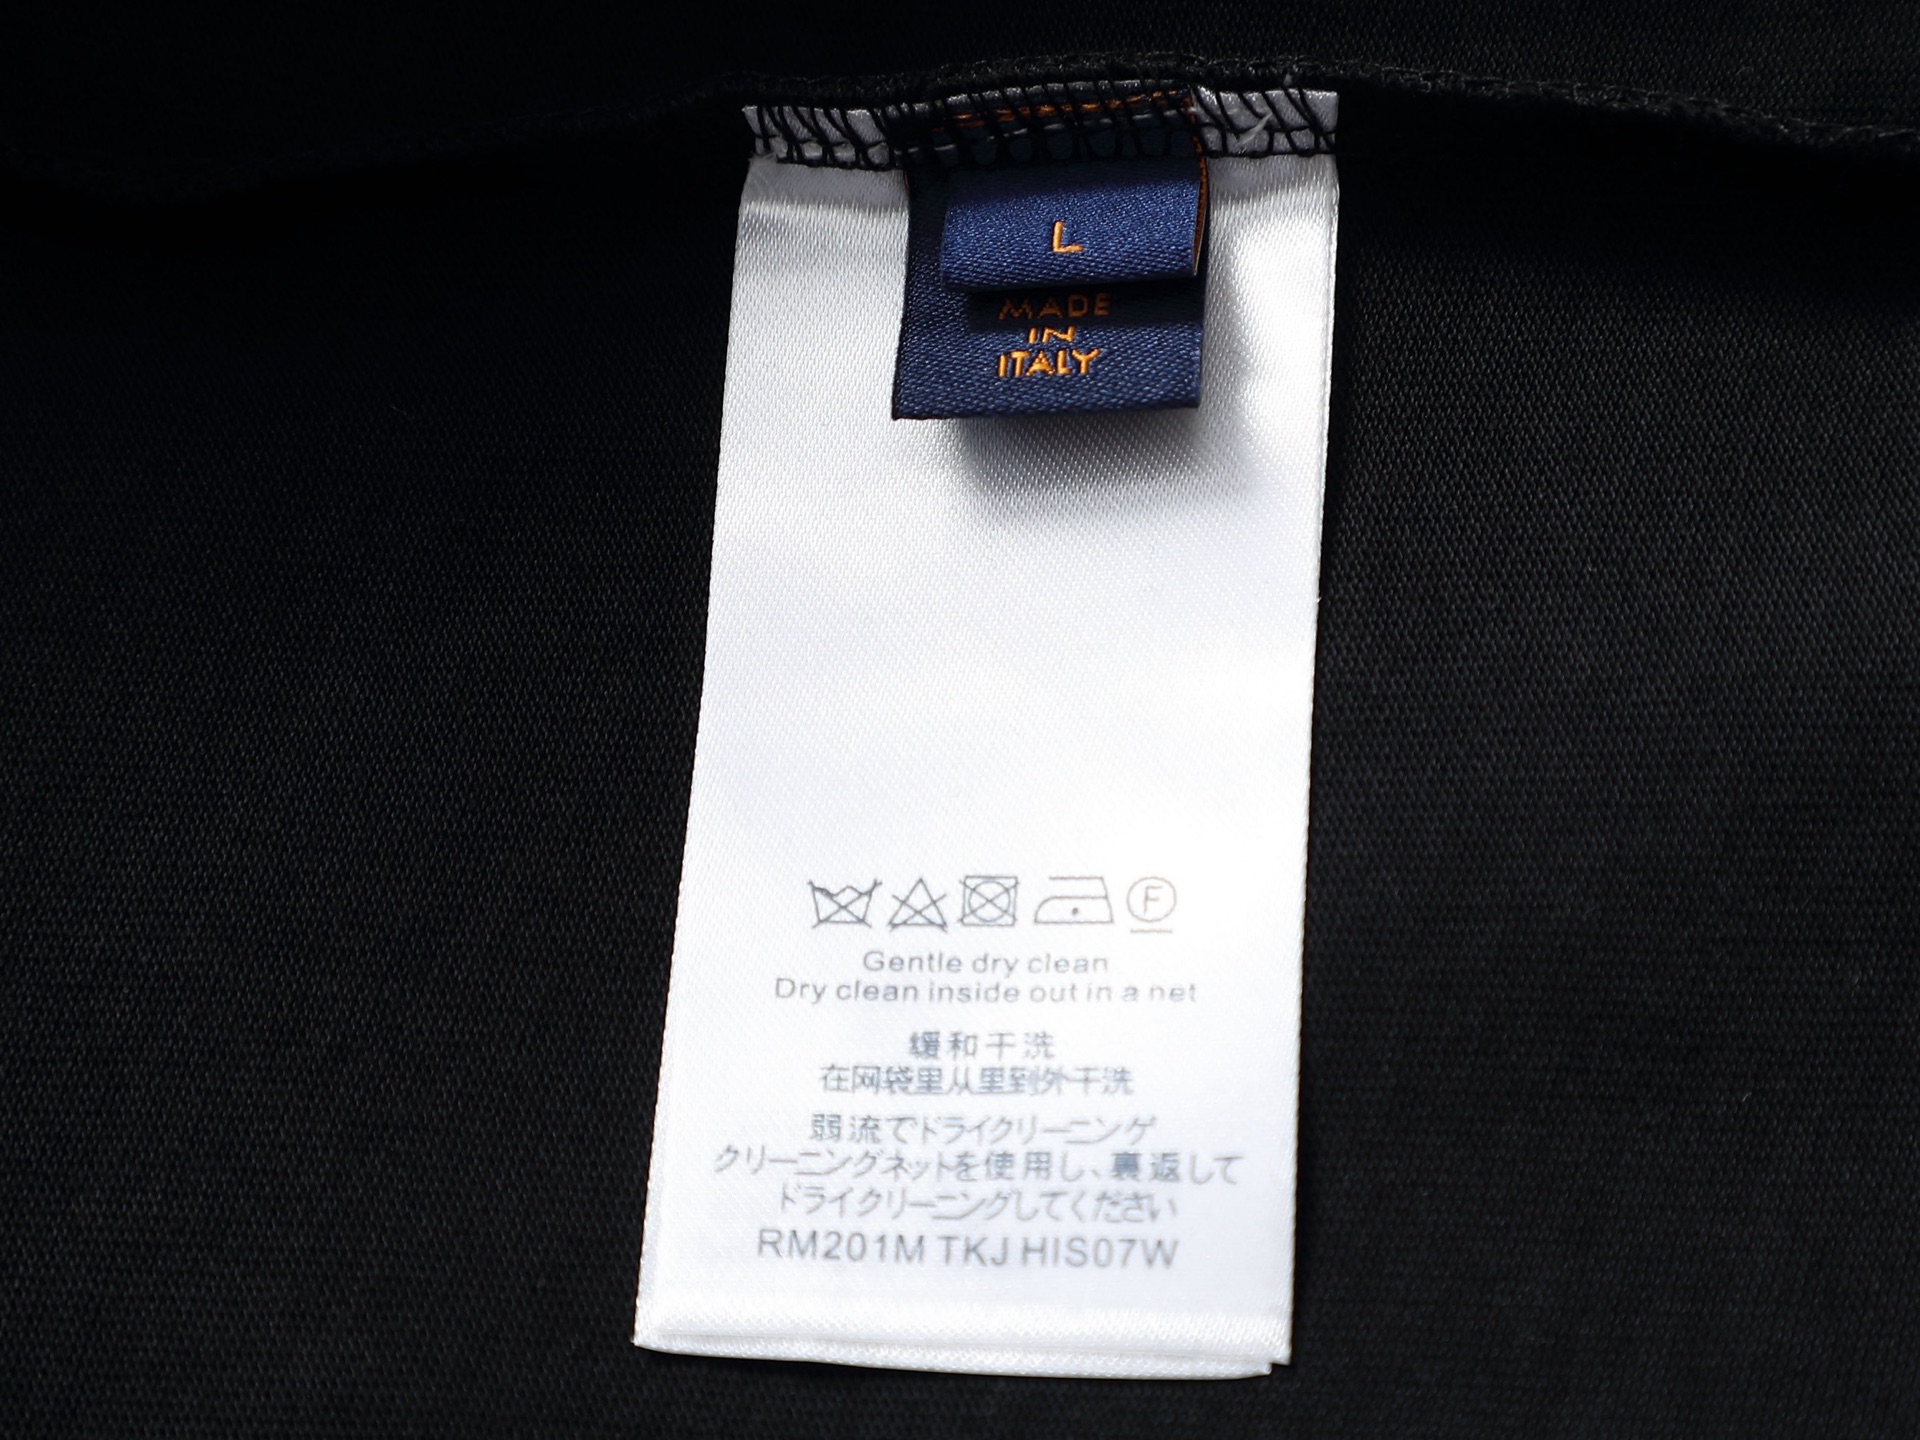 L
MADE
IN
ITALY
F
Gentle dry clean
Dry clean inside out in a net
缓和干洗
在网袋里从里到外干洗
弱流でドライクリーニング
クリーニングネットを使用し、裏返して
ドライクリーニングしてください
RM201M TKJ HIS07W